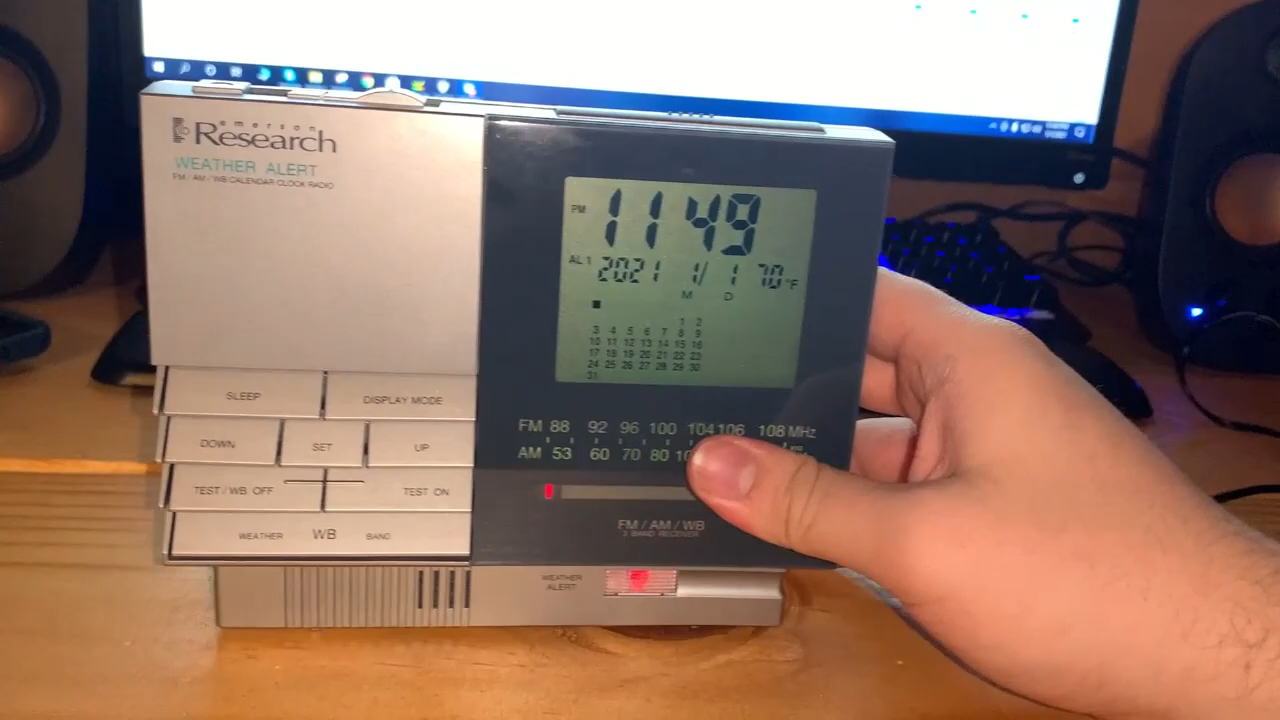 emerson
Research
WEATHER ALERT
FM / AM / WB CALENDAR CLOCK RADIO
PM 11 49
AL 1 2021 1/ 1 70 °F
M D
1 2
3 4 5 6 7 8 9
10 11 12 13 14 15 16
17 18 19 20 21 22 23
24 25 26 27 28 29 30
31
SLEEP DISPLAY MODE
DOWN SET UP
TEST / WB OFF TEST ON
WEATHER WB BAND
FM 88 92 96 100 104 106 108 MHz
AM 53 60 70 80
FM / AM / WB
3 BAND RECEIVER
WEATHER
ALERT